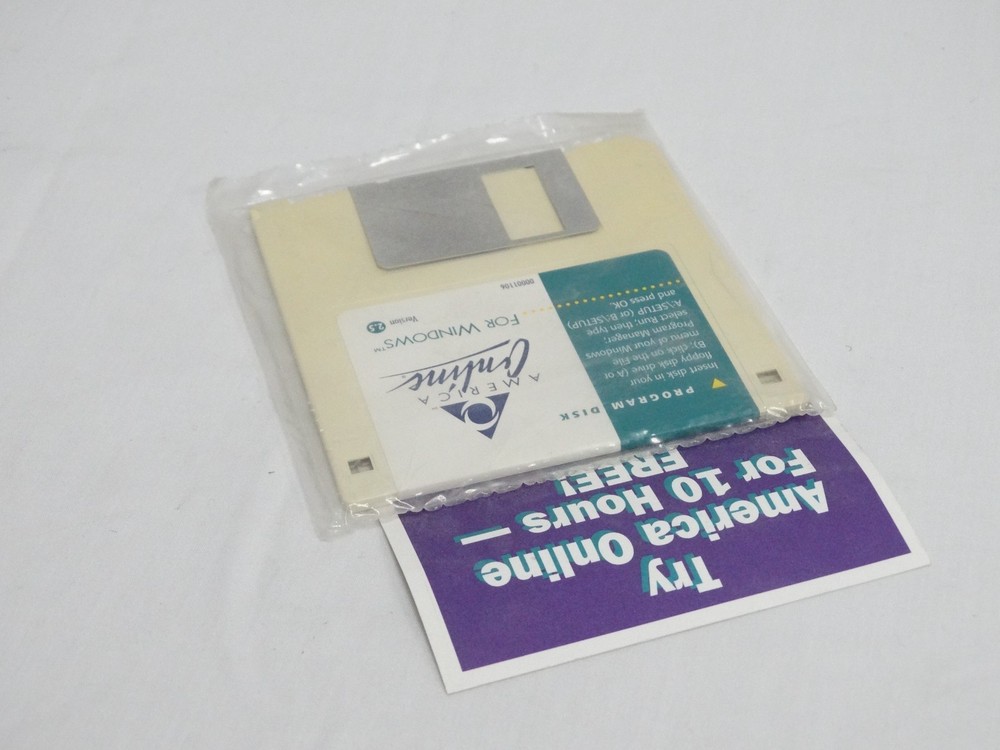 Try
America Online
For 10 Hours —
FREE!
PROGRAM DISK
Insert disk in your
floppy disk drive (A or
B); click on the File
menu of your Windows
Program Manager;
select Run; then type
A:\SETUP (or B:\SETUP)
and press OK.
AMERICA
Online
FOR WINDOWS™
Version 2.5
00001106